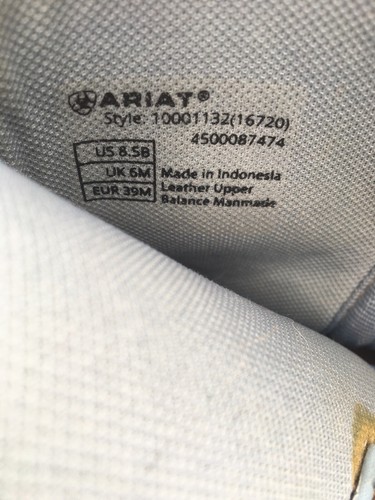 ARIAT®
Style: 10001132(16720)
4500087474
US 8.5B
UK 6M Made in Indonesia
EUR 39M Leather Upper
Balance Manmade